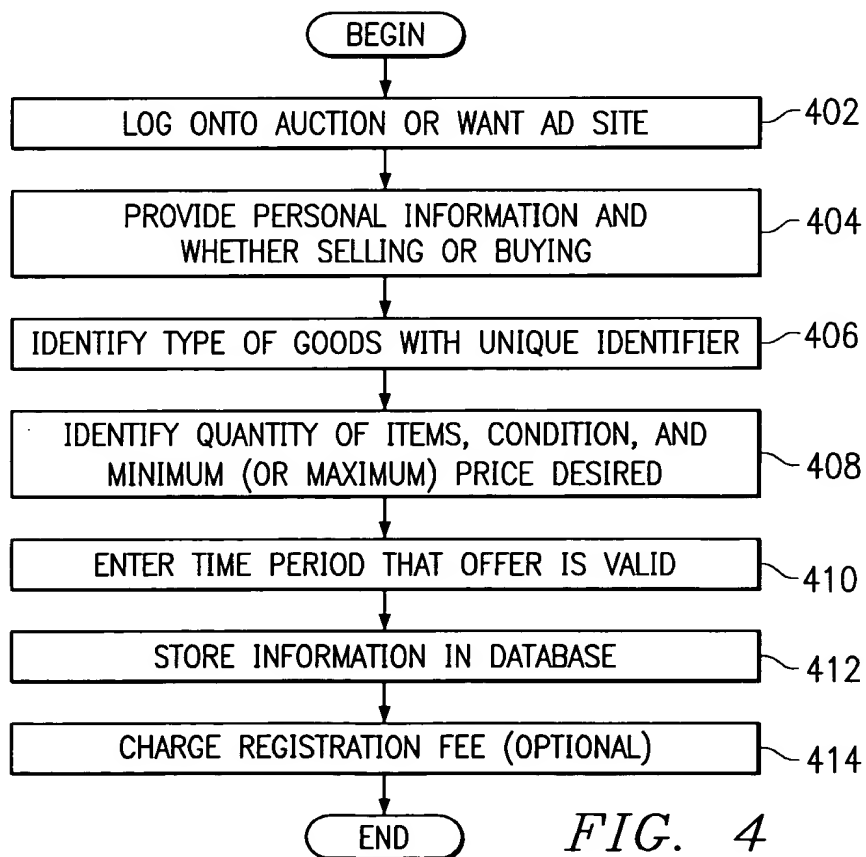 BEGIN
LOG ONTO AUCTION OR WANT AD SITE
402
PROVIDE PERSONAL INFORMATION AND
WHETHER SELLING OR BUYING
404
IDENTIFY TYPE OF GOODS WITH UNIQUE IDENTIFIER
406
IDENTIFY QUANTITY OF ITEMS, CONDITION, AND
MINIMUM (OR MAXIMUM) PRICE DESIRED
408
ENTER TIME PERIOD THAT OFFER IS VALID
410
STORE INFORMATION IN DATABASE
412
CHARGE REGISTRATION FEE (OPTIONAL)
414
END
FIG. 4